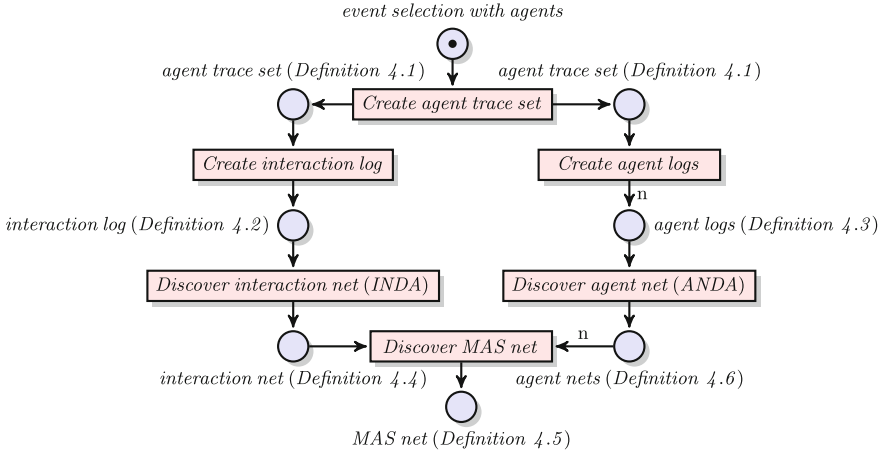 event selection with agents
agent trace set (Definition 4.1)
agent trace set (Definition 4.1)
Create agent trace set
Create interaction log
Create agent logs
n
interaction log (Definition 4.2)
agent logs (Definition 4.3)
Discover interaction net (INDA)
Discover agent net (ANDA)
n
Discover MAS net
interaction net (Definition 4.4)
agent nets (Definition 4.6)
MAS net (Definition 4.5)